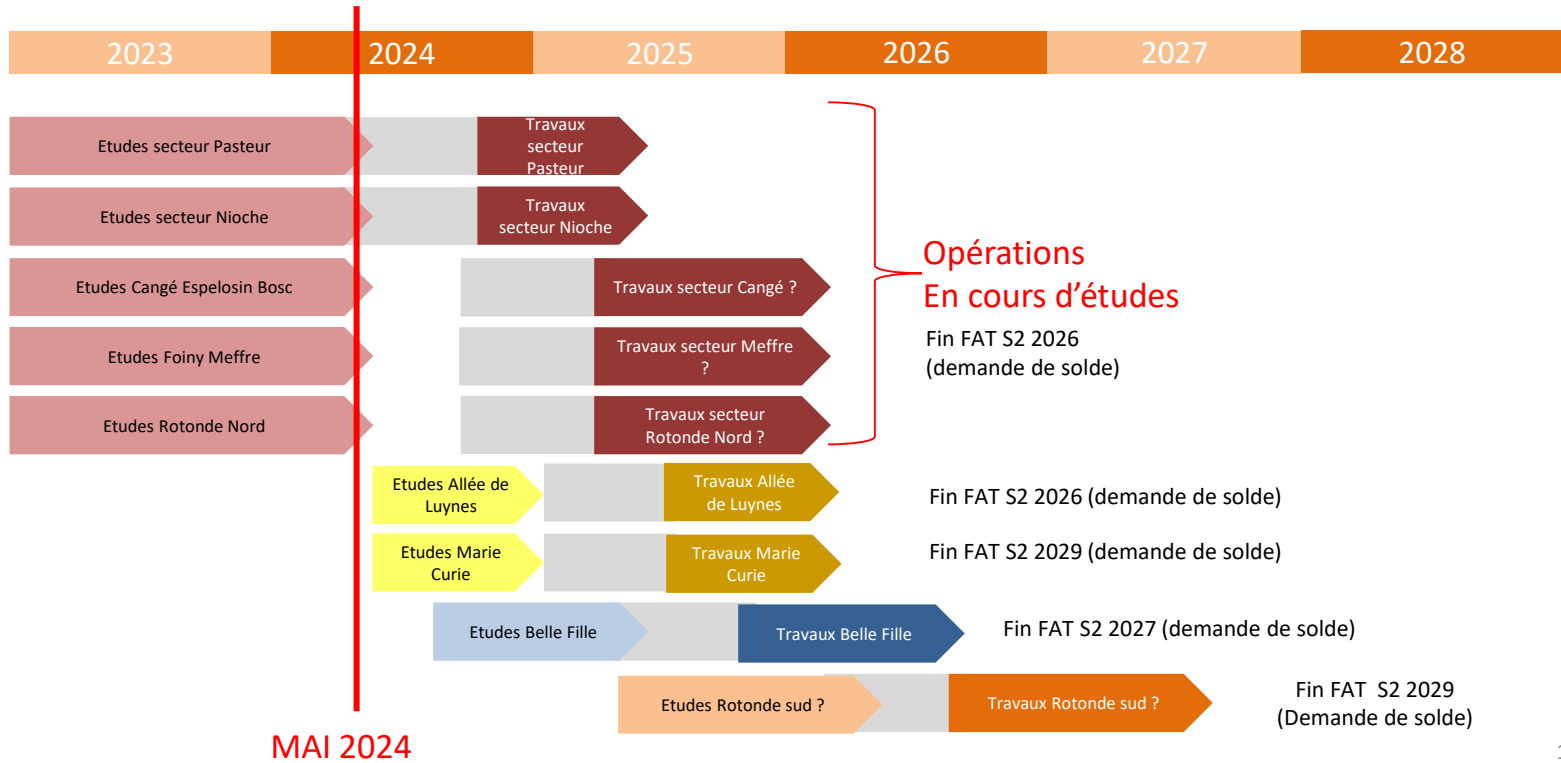 2023 2024 2025 2026 2027 2028
Etudes secteur Pasteur
Travaux
secteur
Pasteur
Etudes secteur Nioche
Travaux
secteur Nioche
Etudes Cangé Espelosin Bosc
Travaux secteur Cangé ?
Etudes Foiny Meffre
Travaux secteur Meffre
?
Etudes Rotonde Nord
Travaux secteur
Rotonde Nord ?
Opérations
En cours d’études
Fin FAT S2 2026
(demande de solde)
Etudes Allée de
Luynes
Travaux Allée
de Luynes
Fin FAT S2 2026 (demande de solde)
Etudes Marie
Curie
Travaux Marie
Curie
Fin FAT S2 2029 (demande de solde)
Etudes Belle Fille
Travaux Belle Fille
Fin FAT S2 2027 (demande de solde)
Etudes Rotonde sud ?
Travaux Rotonde sud ?
Fin FAT S2 2029
(Demande de solde)
MAI 2024